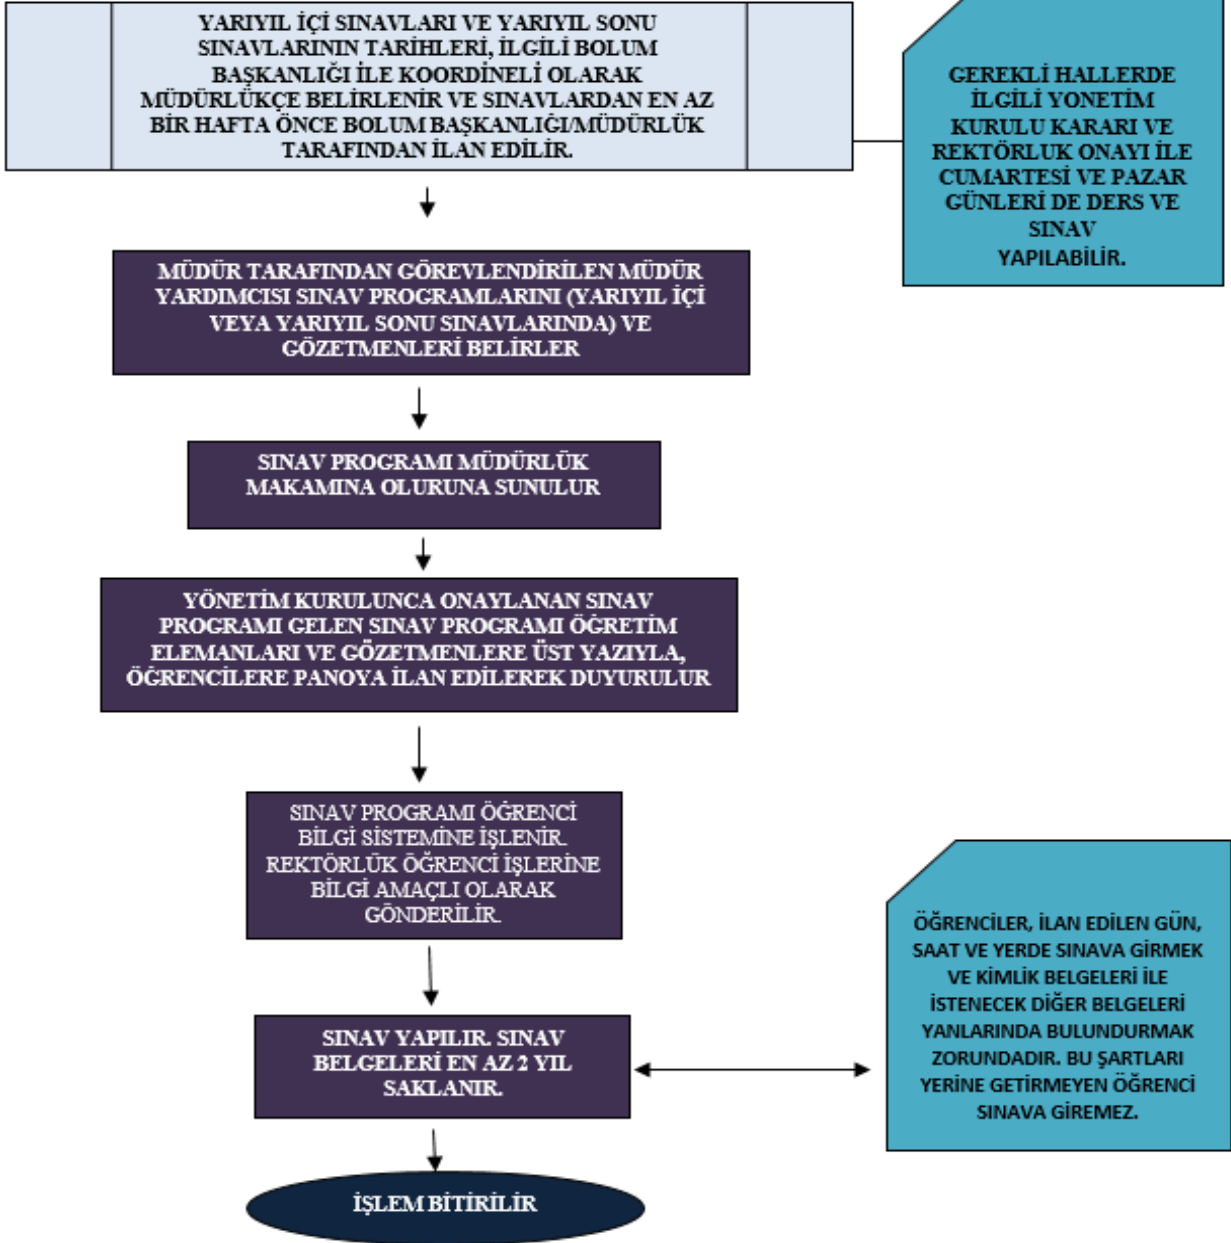 YARIYIL İÇİ SINAVLARI VE YARIYIL SONU
SINAVLARININ TARİHLERİ, İLGİLİ BOLUM
BAŞKANLIĞI İLE KOORDİNELİ OLARAK
MÜDÜRLÜKÇE BELİRLENİR VE SINAVLARDAN EN AZ
BİR HAFTA ÖNCE BOLUM BAŞKANLIĞI/MÜDÜRLÜK
TARAFINDAN İLAN EDİLİR.
GEREKLİ HALLERDE
İLGİLİ YONETİM
KURULU KARARI VE
REKTÖRLUK ONAYI İLE
CUMARTESİ VE PAZAR
GÜNLERİ DE DERS VE
SINAV
YAPILABİLİR.
MÜDÜR TARAFINDAN GÖREVLENDİRİLEN MÜDÜR
YARDIMCISI SINAV PROGRAMLARINI (YARIYIL İÇİ
VEYA YARIYIL SONU SINAVLARINDA) VE
GÖZETMENLERİ BELİRLER
SINAV PROGRAMI MÜDÜRLÜK
MAKAMINA OLURUNA SUNULUR
YÖNETİM KURULUNCA ONAYLANAN SINAV
PROGRAMI GELEN SINAV PROGRAMI ÖĞRETİM
ELEMANLARI VE GÖZETMENLERE ÜST YAZIYLA,
ÖĞRENCİLERE PANOYA İLAN EDİLEREK DUYURULUR
SINAV PROGRAMI ÖĞRENCİ
BİLGİ SİSTEMİNE İŞLENİR.
REKTÖRLÜK ÖĞRENCİ İŞLERİNE
BİLGİ AMAÇLI OLARAK
GÖNDERİLİR.
SINAV YAPILIR. SINAV
BELGELERİ EN AZ 2 YIL
SAKLANIR.
ÖĞRENCİLER, İLAN EDİLEN GÜN,
SAAT VE YERDE SINAVA GİRMEK
VE KİMLİK BELGELERİ İLE
İSTENECEK DİĞER BELGELERİ
YANLARINDA BULUNDURMAK
ZORUNDADIR. BU ŞARTLARI
YERİNE GETİRMEYEN ÖĞRENCİ
SINAVA GİREMEZ.
İŞLEM BİTİRİLİR